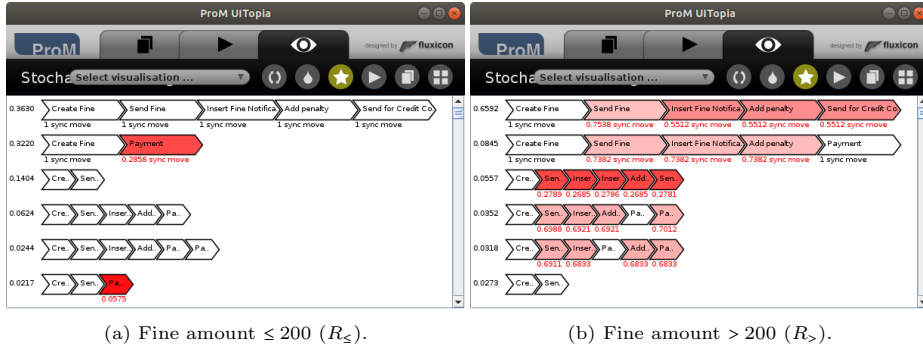 ProM UITopia
ProM
designed by fluxicon
Stocha Select visualisation ...
0.3630 Create Fine Send Fine Insert Fine Notifica. Add penalty Send for Credit Co.
1 sync move 1 sync move 1 sync move 1 sync move 1 sync move
0.3220 Create Fine Payment
1 sync move 0.2858 sync move
0.1404 Cre.. Sen..
0.0624 Cre.. Sen.. Inser.. Add.. Pa..
0.0244 Cre.. Sen.. Inser.. Add.. Pa.. Pa..
0.0217 Cre.. Sen.. Pa..
0.0575
(a) Fine amount ≤ 200 (R≤).
ProM UITopia
ProM
designed by fluxicon
Stocha Select visualisation ...
0.6592 Create Fine Send Fine Insert Fine Notifica. Add penalty Send for Credit Co.
1 sync move 0.7538 sync move 0.5512 sync move 0.5512 sync move 0.5512 sync move
0.0845 Create Fine Send Fine Insert Fine Notifica. Add penalty Payment
1 sync move 0.7382 sync move 0.7382 sync move 0.7382 sync move 1 sync move
0.0557 Cre.. Sen.. Inser.. Inser.. Add.. Sen..
0.2789 0.2685 0.2786 0.2685 0.2781
0.0352 Cre.. Sen.. Inser.. Add.. Pa.. Pa..
0.6988 0.6921 0.6921 0.7012
0.0318 Cre.. Sen.. Inser.. Pa.. Add.. Pa..
0.6911 0.6833 0.6833 0.6833
0.0273 Cre.. Sen..
(b) Fine amount > 200 (R>).